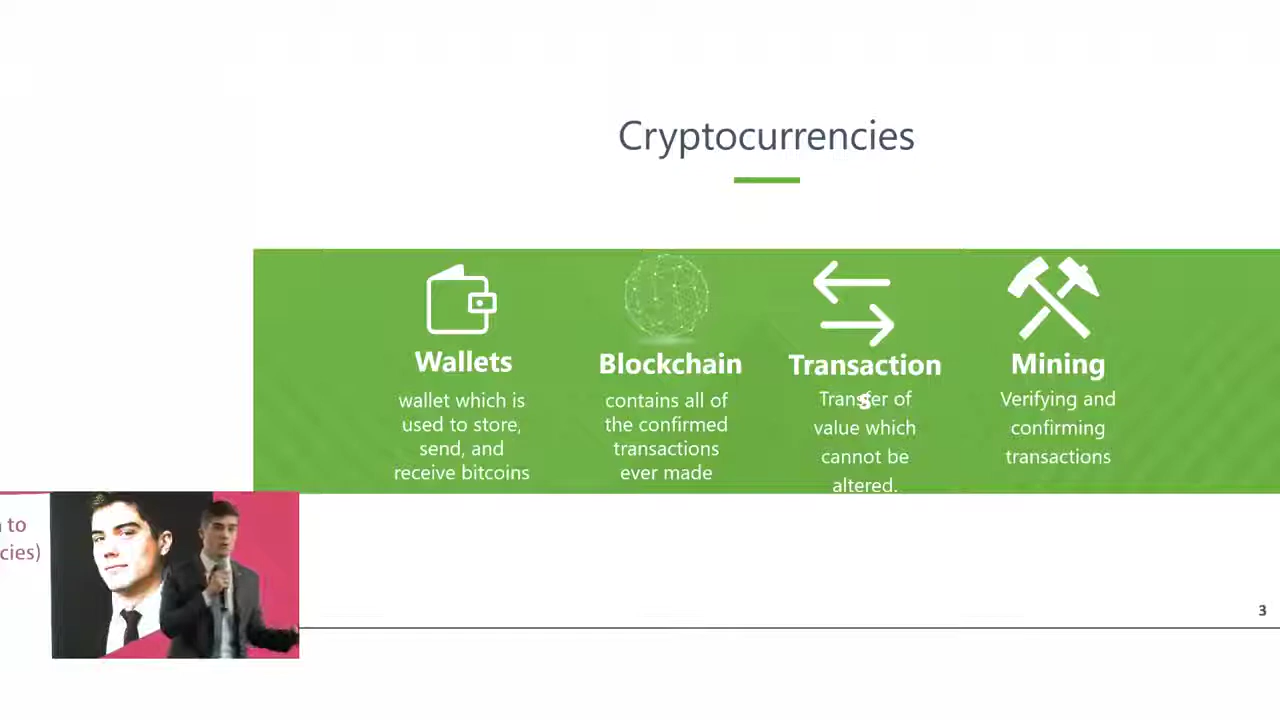 Cryptocurrencies
Wallets
wallet which is
used to store,
send, and
receive bitcoins
Blockchain
contains all of
the confirmed
transactions
ever made
Transaction
s
Transfer of
value which
cannot be
altered.
Mining
Verifying and
confirming
transactions
to
cies)
3